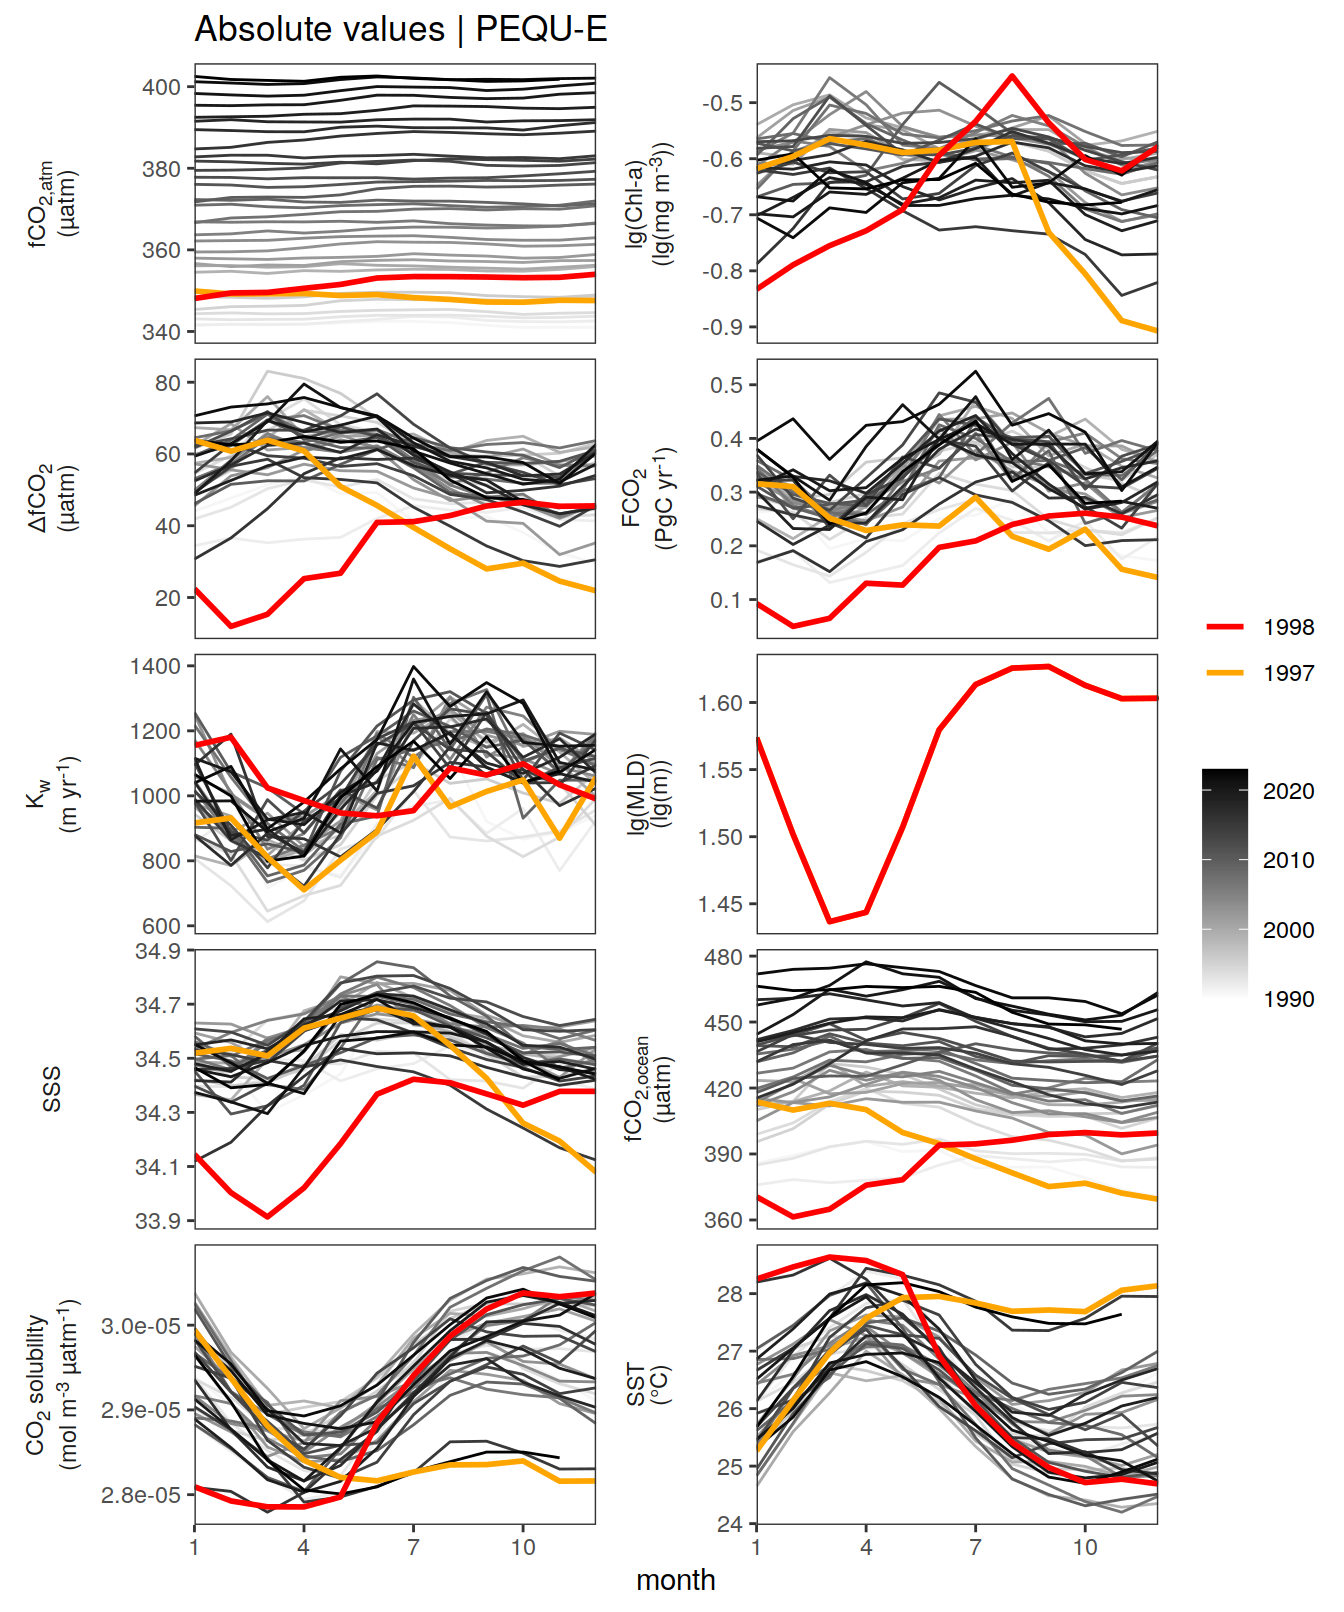 Absolute values | PEQU-E
fCO2,atm
(µatm)
400
380
360
340
lg(Chl-a)
(lg(mg m-3))
-0.5
-0.6
-0.7
-0.8
-0.9
ΔfCO2
(µatm)
80
60
40
20
FCO2
(PgC yr-1)
0.5
0.4
0.3
0.2
0.1
Kw
(m yr-1)
1400
1200
1000
800
600
lg(MLD)
(lg(m))
1.60
1.55
1.50
1.45
SSS
34.9
34.7
34.5
34.3
34.1
33.9
fCO2,ocean
(µatm)
480
450
420
390
360
CO2 solubility
(mol m-3 µatm-1)
3.0e-05
2.9e-05
2.8e-05
1 4 7 10
SST
(°C)
28
27
26
25
24
1 4 7 10
month
1998
1997
2020
2010
2000
1990